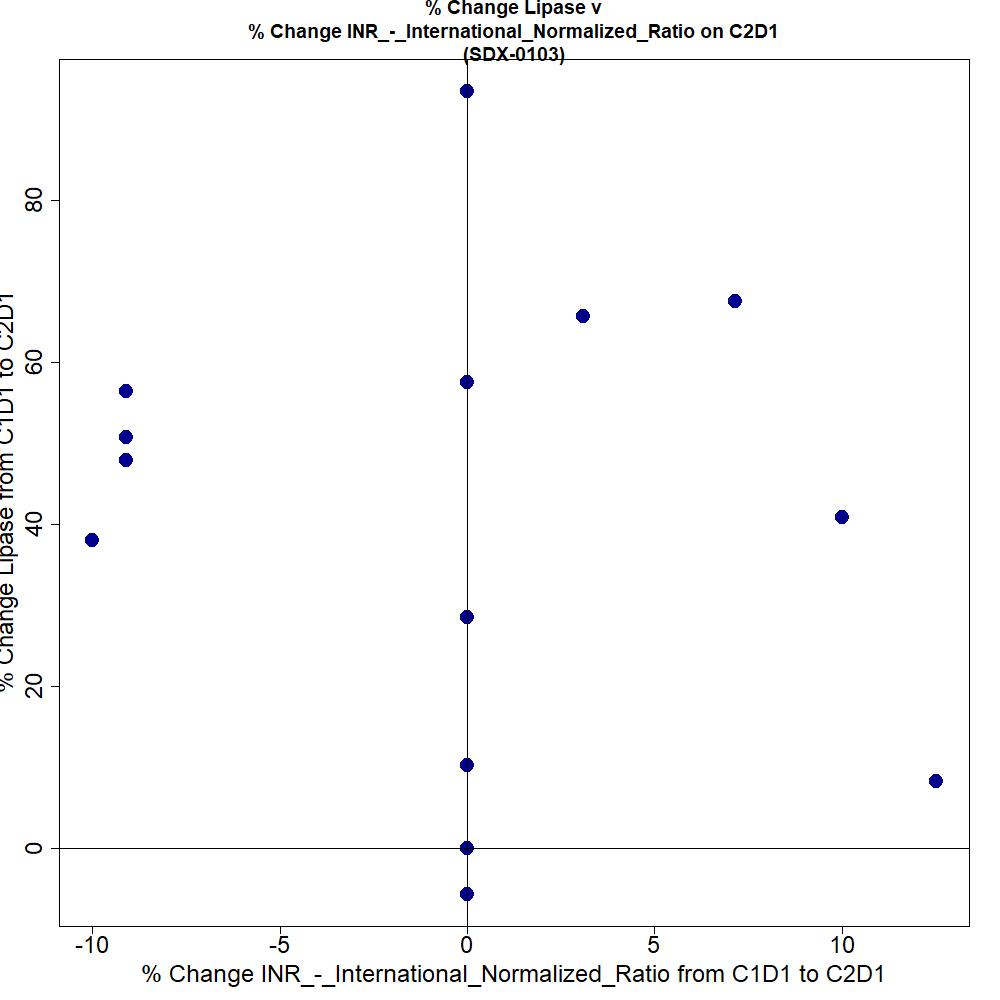 % Change Lipase v
% Change INR_-_International_Normalized_Ratio on C2D1
(SDX-0103)
% Change Lipase from C1D1 to C2D1
80
60
40
20
0
-10
-5
0
5
10
% Change INR_-_International_Normalized_Ratio from C1D1 to C2D1